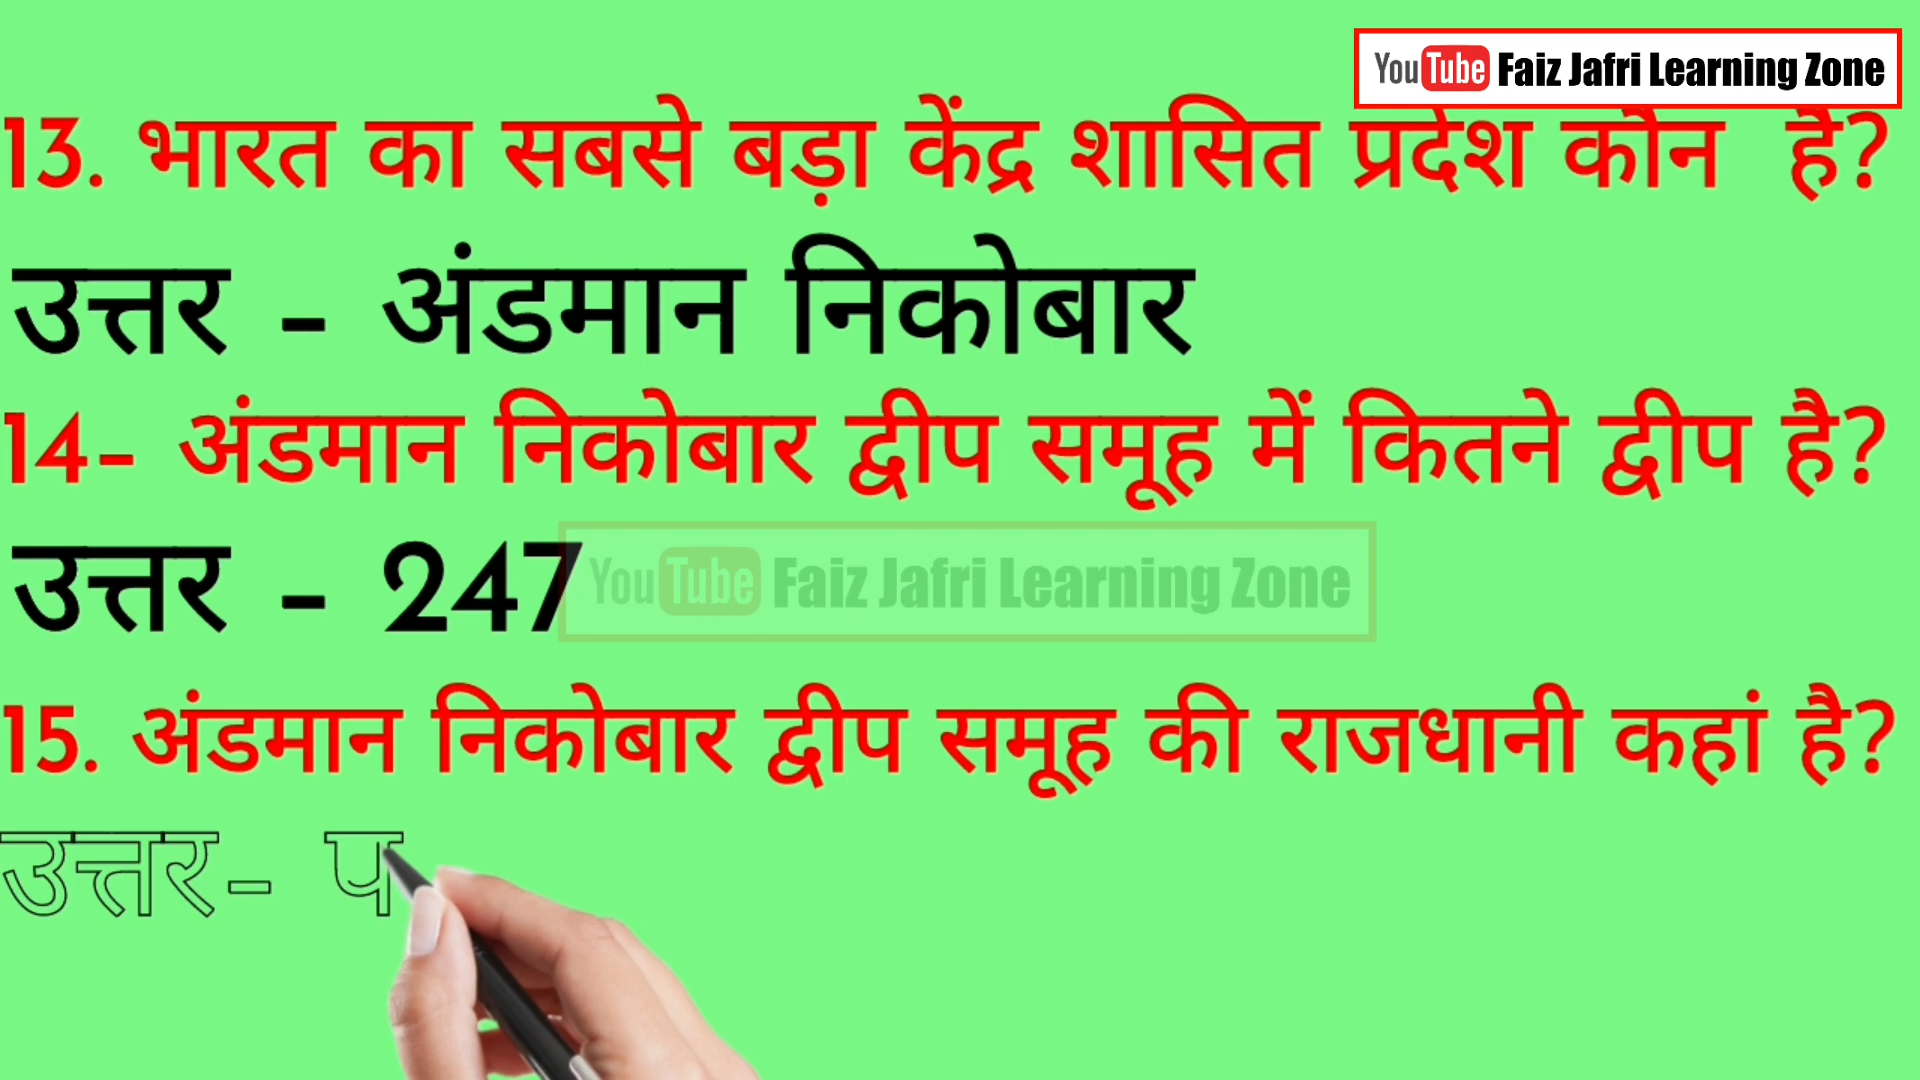 YouTube Faiz Jafri Learning Zone
13. भारत का सबसे बड़ा केंद्र शासित प्रदेश कौन है?
उत्तर - अंडमान निकोबार
14- अंडमान निकोबार द्वीप समूह में कितने द्वीप है?
उत्तर - 247
YouTube Faiz Jafri Learning Zone
15. अंडमान निकोबार द्वीप समूह की राजधानी कहां है?
उत्तर- प